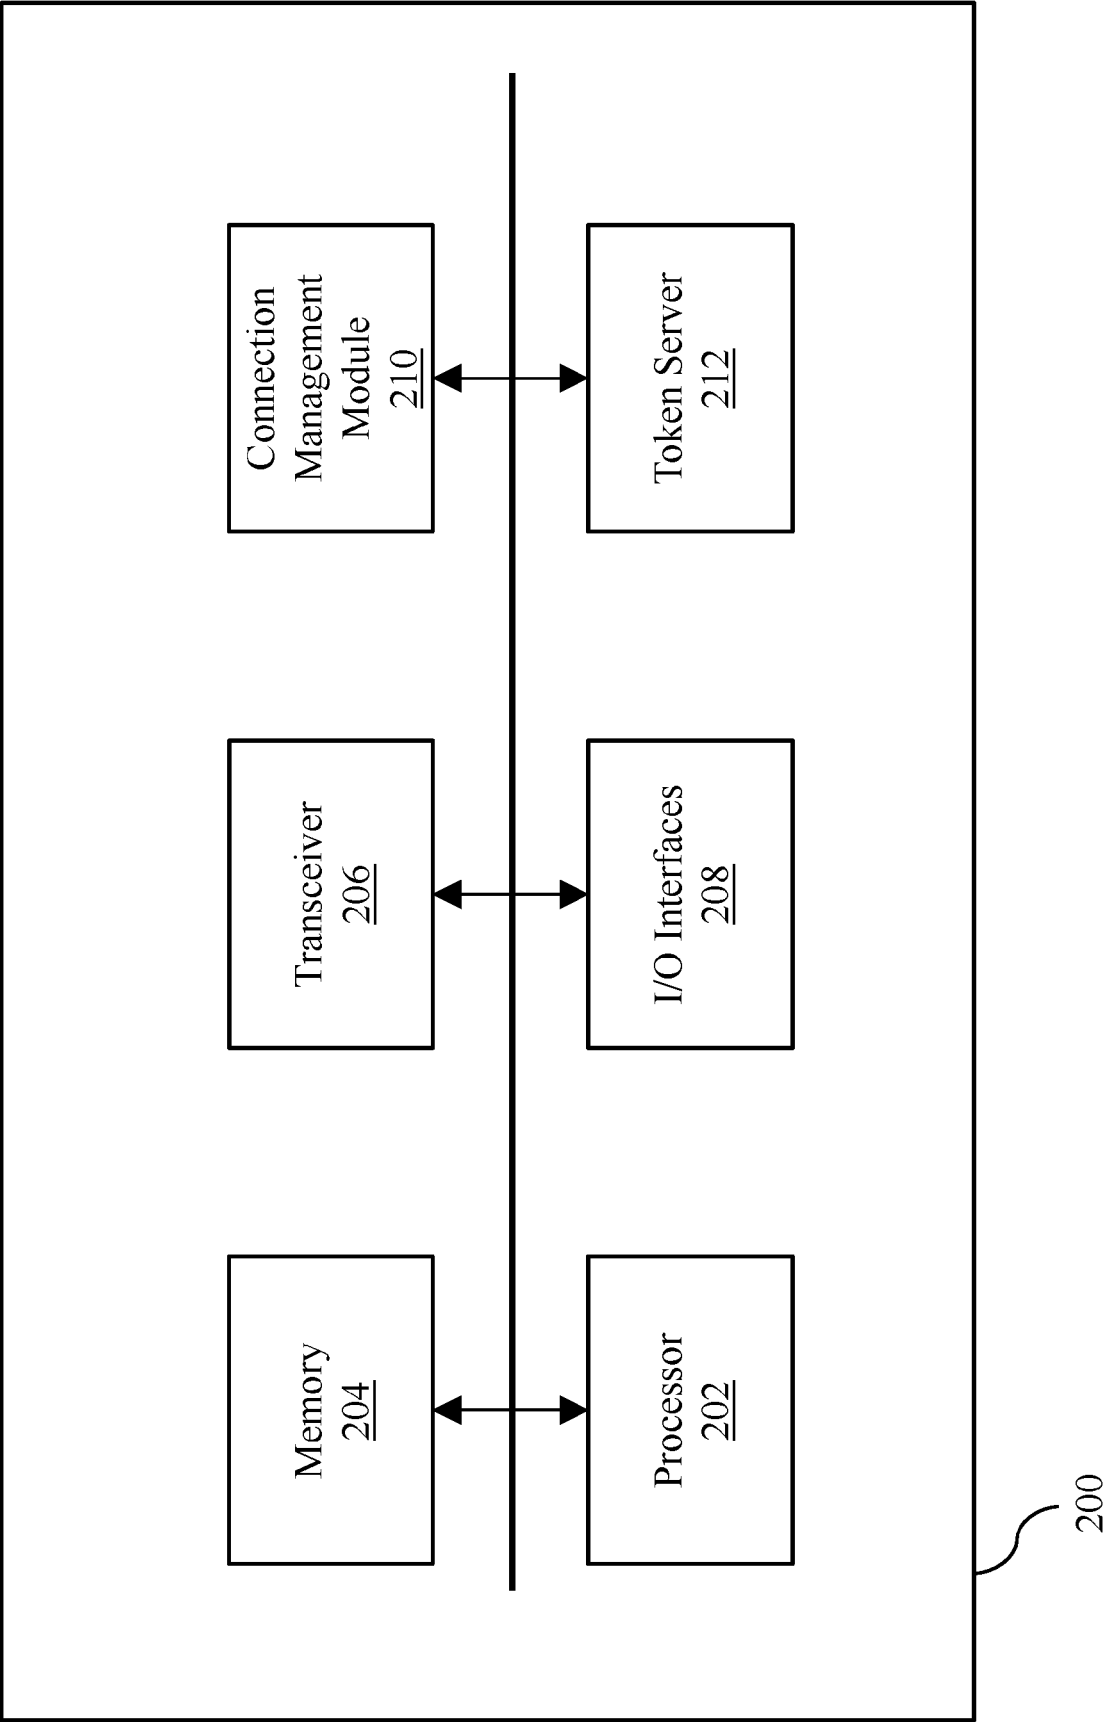 Memory
204
Transceiver
206
Connection
Management
Module
210
Processor
202
I/O Interfaces
208
Token Server
212
200